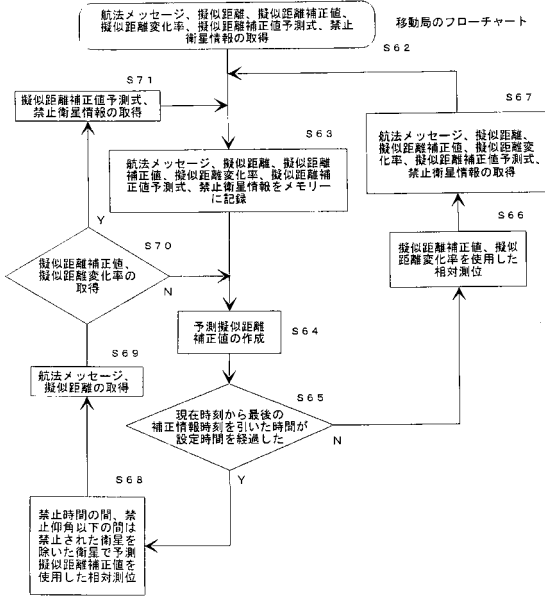 航法メッセージ、擬似距離、擬似距離補正値、
擬似距離変化率、擬似距離補正値予測式、禁止
衛星情報の取得
移動局のフローチャート
S62
S71
擬似距離補正値予測式、
禁止衛星情報の取得
S67
航法メッセージ、擬似距離、
擬似距離補正値、擬似距離変
化率、擬似距離補正値予測式、
禁止衛星情報の取得
S63
航法メッセージ、擬似距離、擬似距離
補正値、擬似距離変化率、擬似距離補
正値予測式、禁止衛星情報をメモリー
に記録
Y
S66
擬似距離補正値、擬似
距離変化率を使用した
相対測位
S70
擬似距離補正値、
擬似距離変化率の
取得
N
S64
予測擬似距離
補正値の作成
S69
航法メッセージ、
擬似距離の取得
S65
現在時刻から最後の
補正情報時刻を引いた時間が
設定時間を経過した
N
Y
S68
禁止時間の間、禁
止仰角以下の間は
禁止された衛星を
除いた衛星で予測
擬似距離補正値を
使用した相対測位